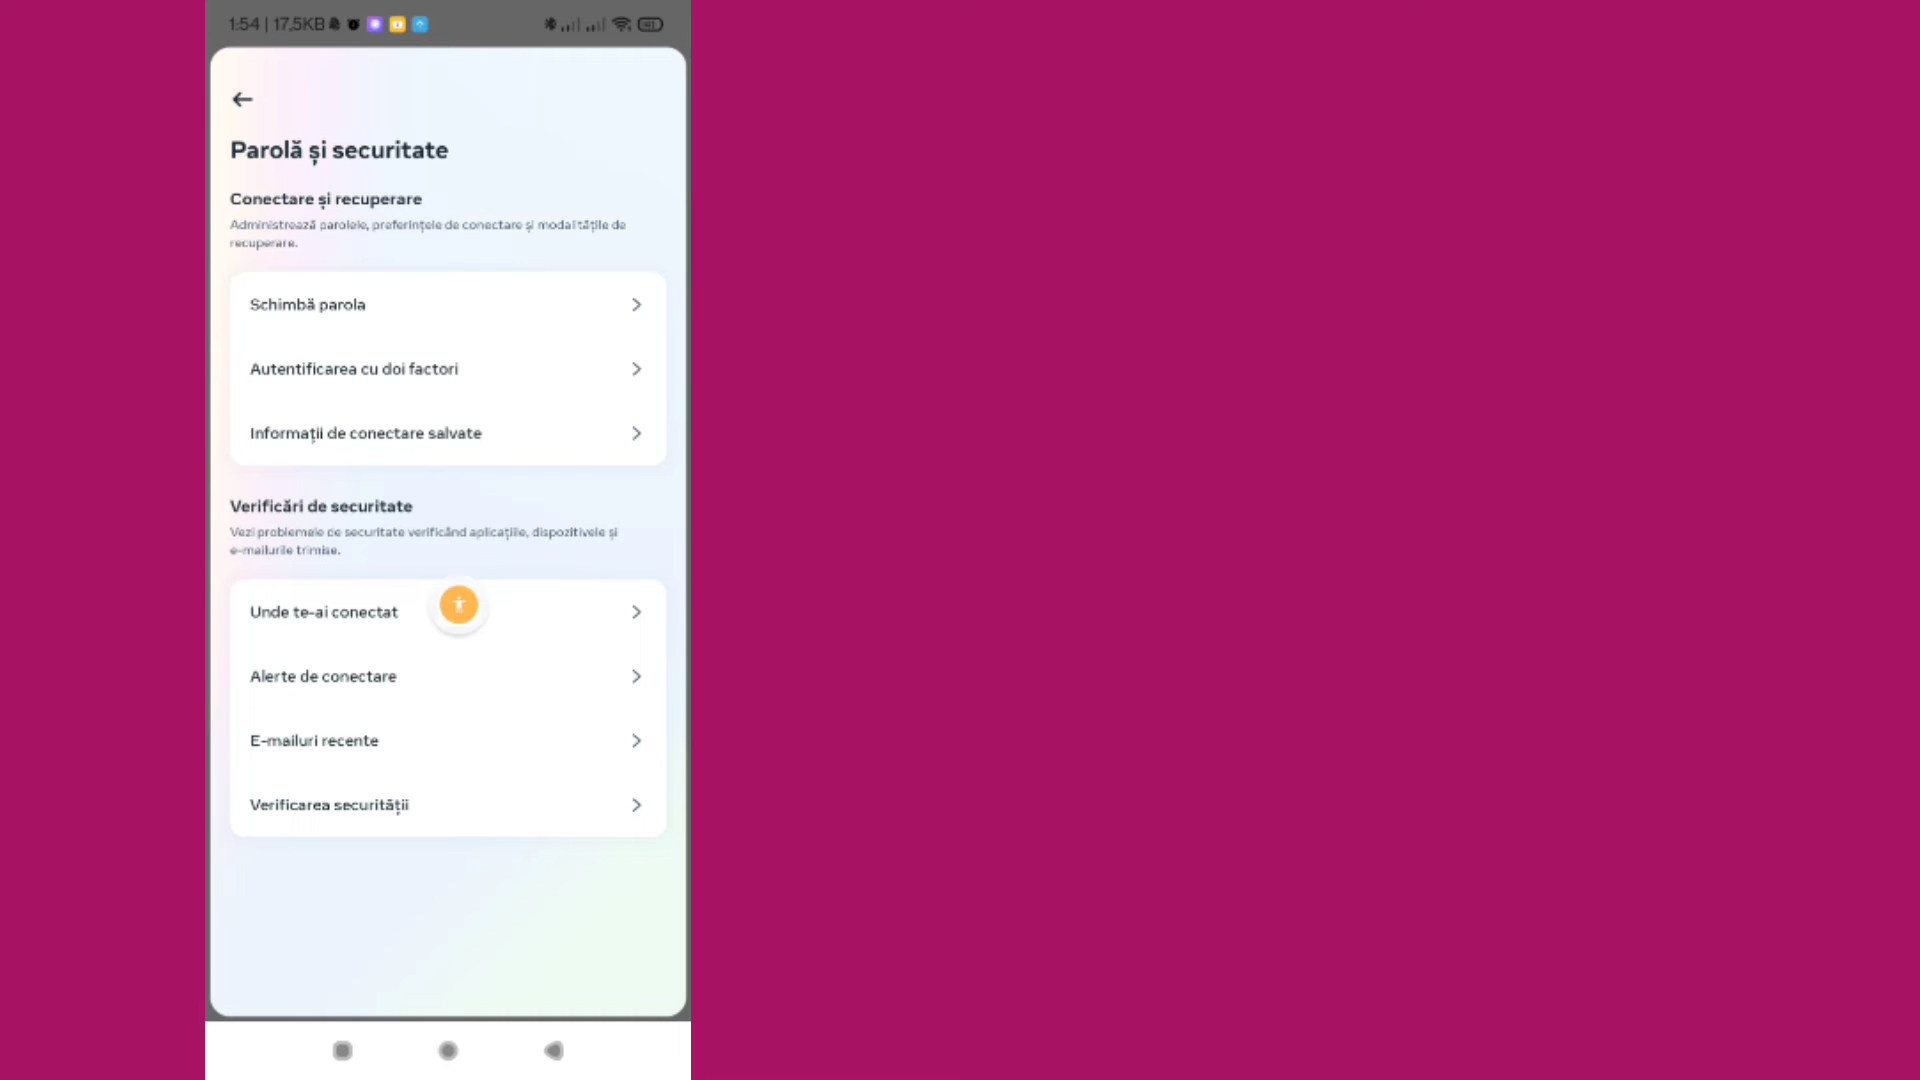 1:54 | 17,5KB
Parolă și securitate
Conectare și recuperare
Administrează parolele, preferințele de conectare și modalitățile de
recuperare.
Schimbă parola
Autentificarea cu doi factori
Informații de conectare salvate
Verificări de securitate
Vezi problemele de securitate verificând aplicațiile, dispozitivele și
e-mailurile trimise.
Unde te-ai conectat
Alerte de conectare
E-mailuri recente
Verificarea securității